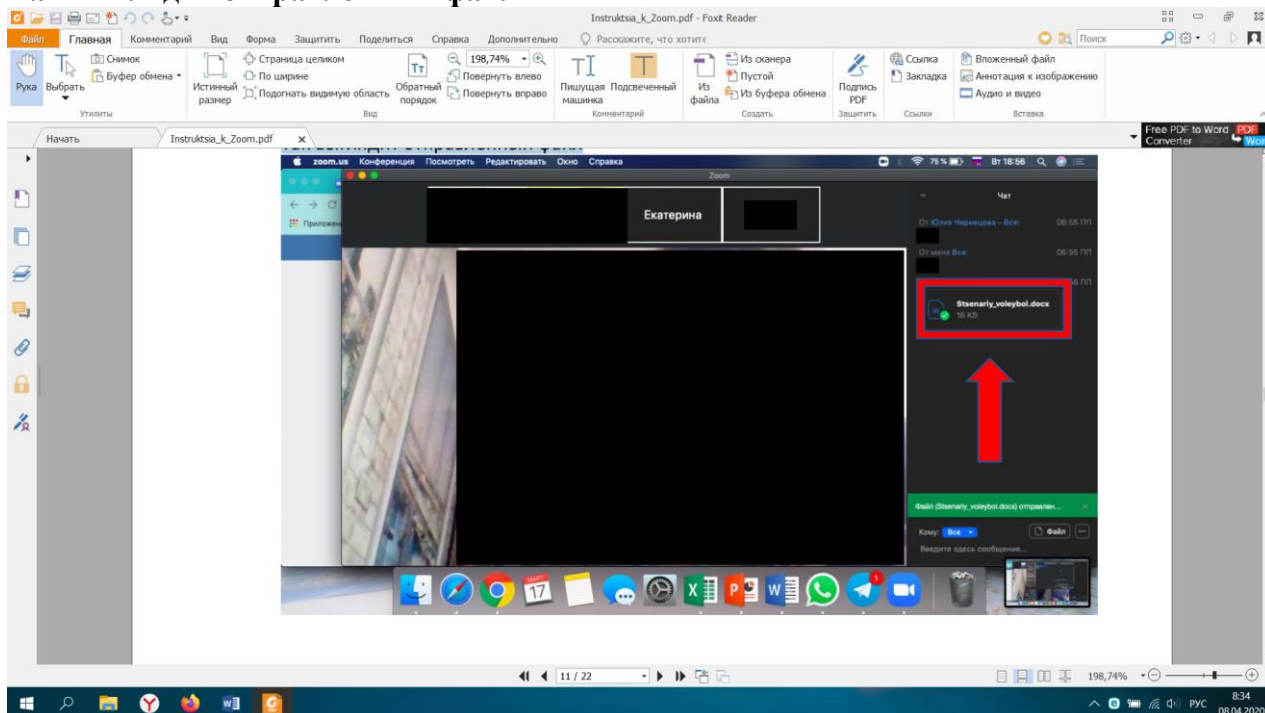 Instruktsia_k_Zoom.pdf - Foxit Reader
Файл Главная Комментарий Вид Форма Защитить Поделиться Справка Дополнительно Расскажите, что хотите Поиск
Рука
Выбрать
Снимок
Буфер обмена
Утилиты
Истинный размер
Страница целиком
По ширине
Подогнать видимую область
Обратный порядок
198,74%
Повернуть влево
Повернуть вправо
Вид
Пишущая машинка
Подсвеченный
Комментарий
Из файла
Из сканера
Пустой
Из буфера обмена
Создать
Подпись PDF
Защитить
Ссылка
Закладка
Ссылки
Вложенный файл
Аннотация к изображению
Аудио и видео
Вставка
Начать Instruktsia_k_Zoom.pdf
Free PDF to Word Converter
zoom.us Конференция Посмотреть Редактировать Окно Справка 75 % Вт 18:56
Zoom
Екатерина
Чат
От Юлия Чернецова – Все: 06:55 ПП
От меня Все: 06:55 ПП
Stsenariy_voleybol.docx
16 KB
Файл (Stsenariy_voleybol.docx) отправлен...
Кому: Все Файл
Введите здесь сообщение...
МАРТ
17
1
11 / 22 198,74%
РУС 8:34
08.04.2020